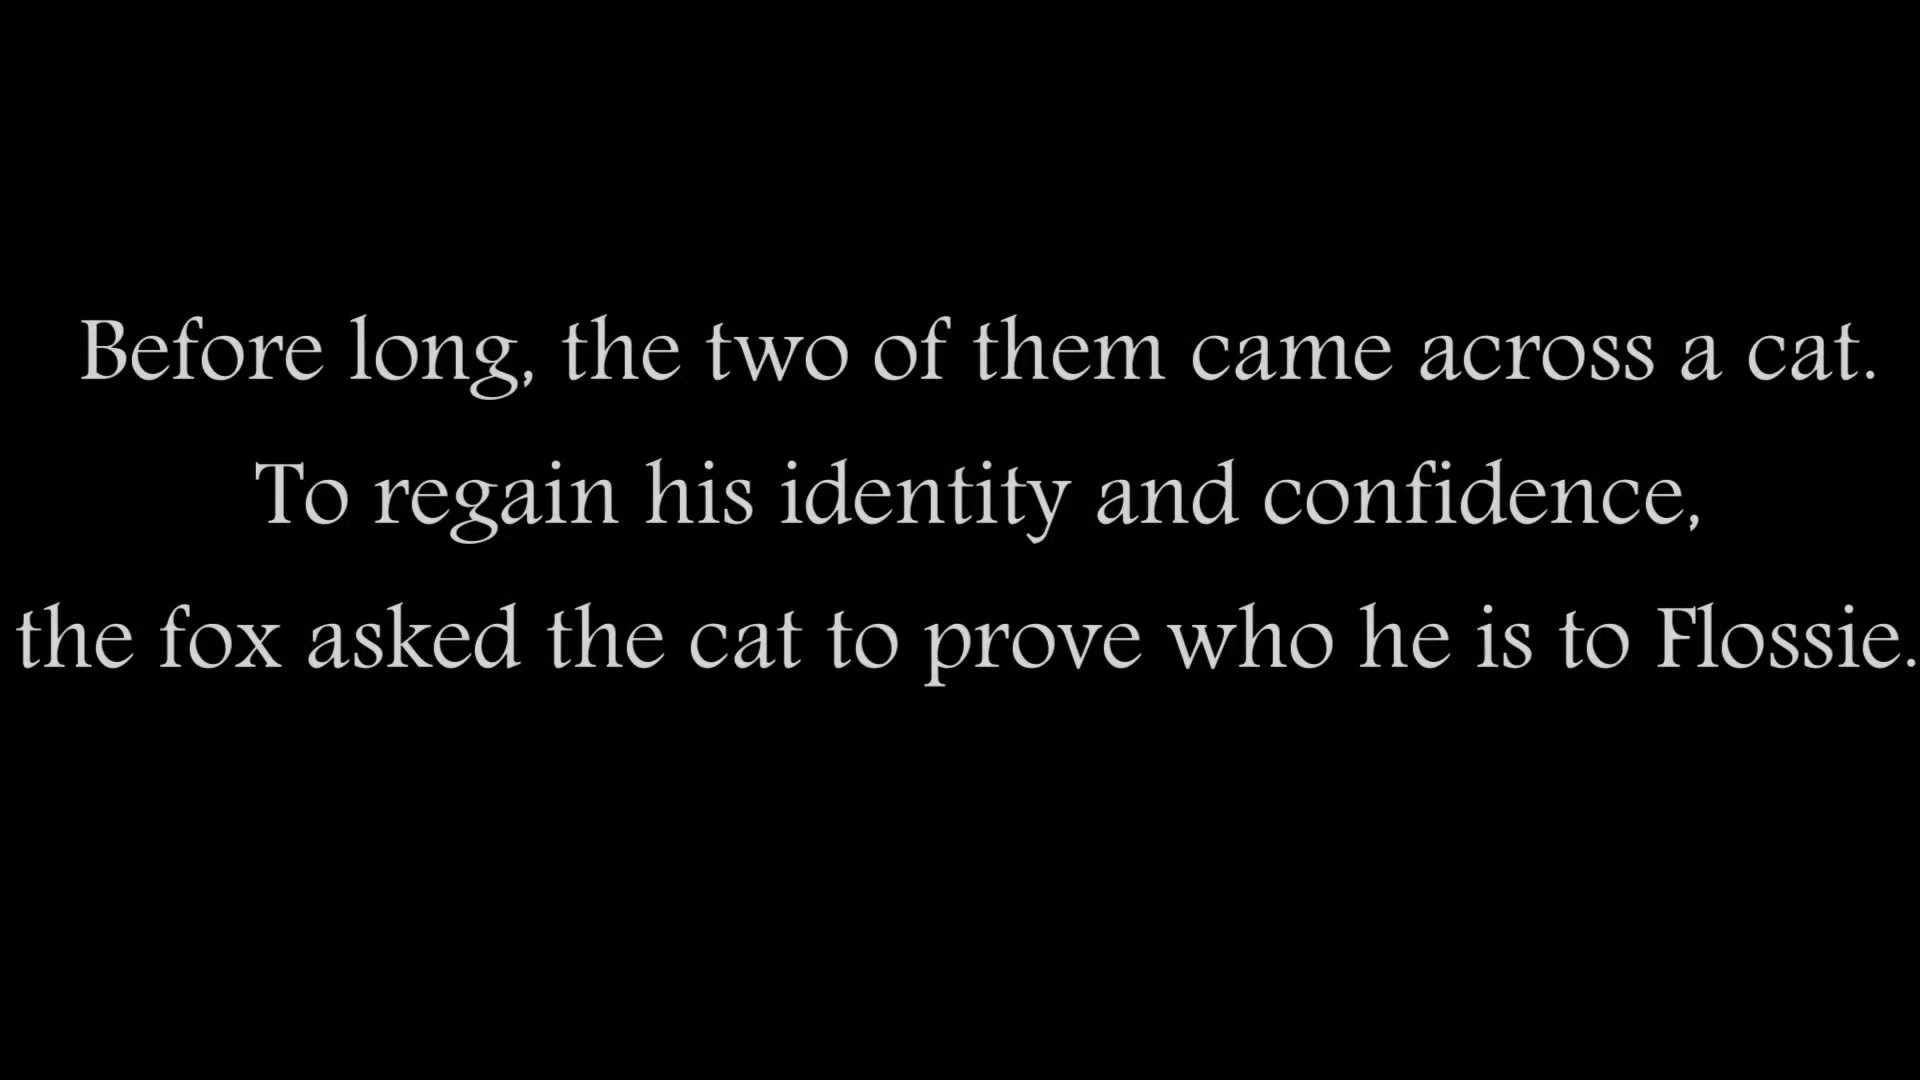 Before long, the two of them came across a cat.
To regain his identity and confidence,
the fox asked the cat to prove who he is to Flossie.